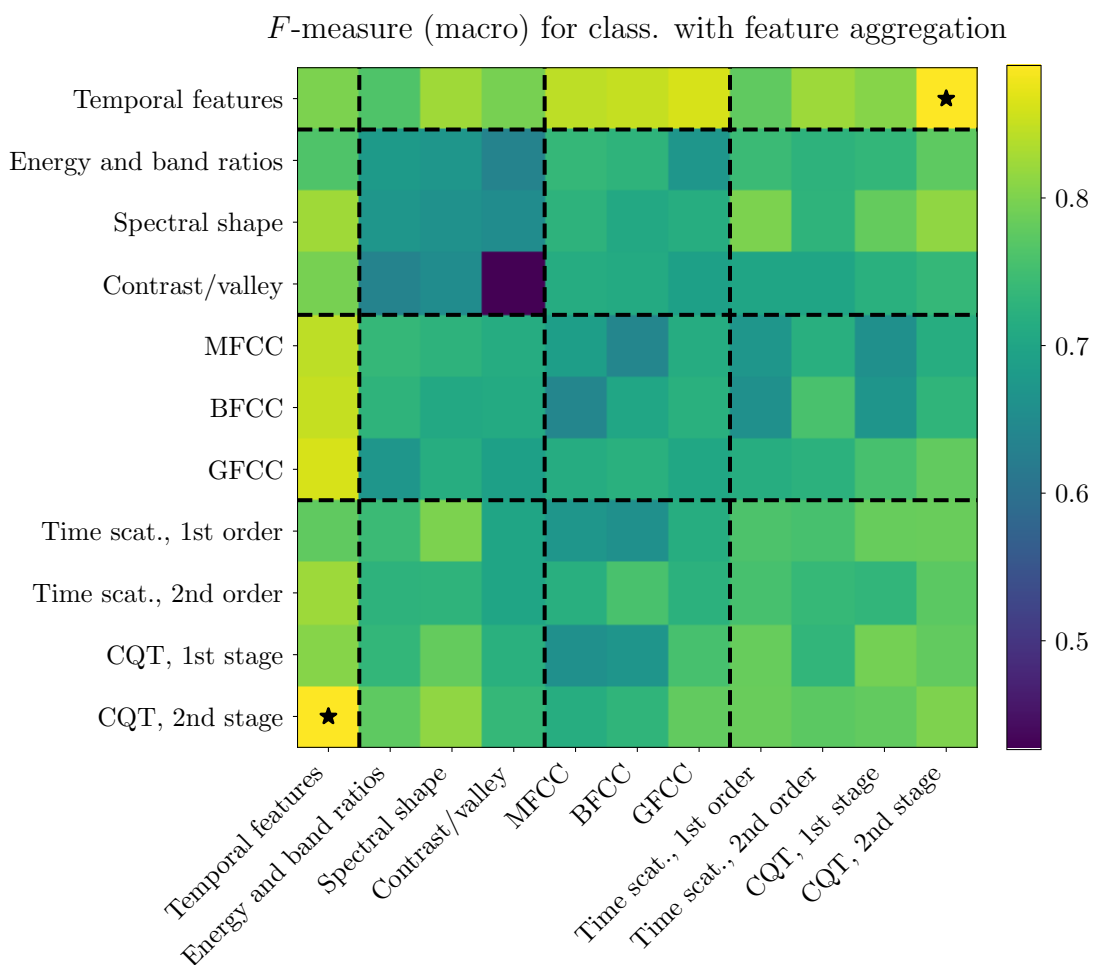 F-measure (macro) for class. with feature aggregation
Temporal features
Energy and band ratios
Spectral shape
Contrast/valley
MFCC
BFCC
GFCC
Time scat., 1st order
Time scat., 2nd order
CQT, 1st stage
CQT, 2nd stage
0.8
0.7
0.6
0.5
Temporal features
Energy and band ratios
Spectral shape
Contrast/valley
MFCC
BFCC
GFCC
Time scat., 1st order
Time scat., 2nd order
CQT, 1st stage
CQT, 2nd stage